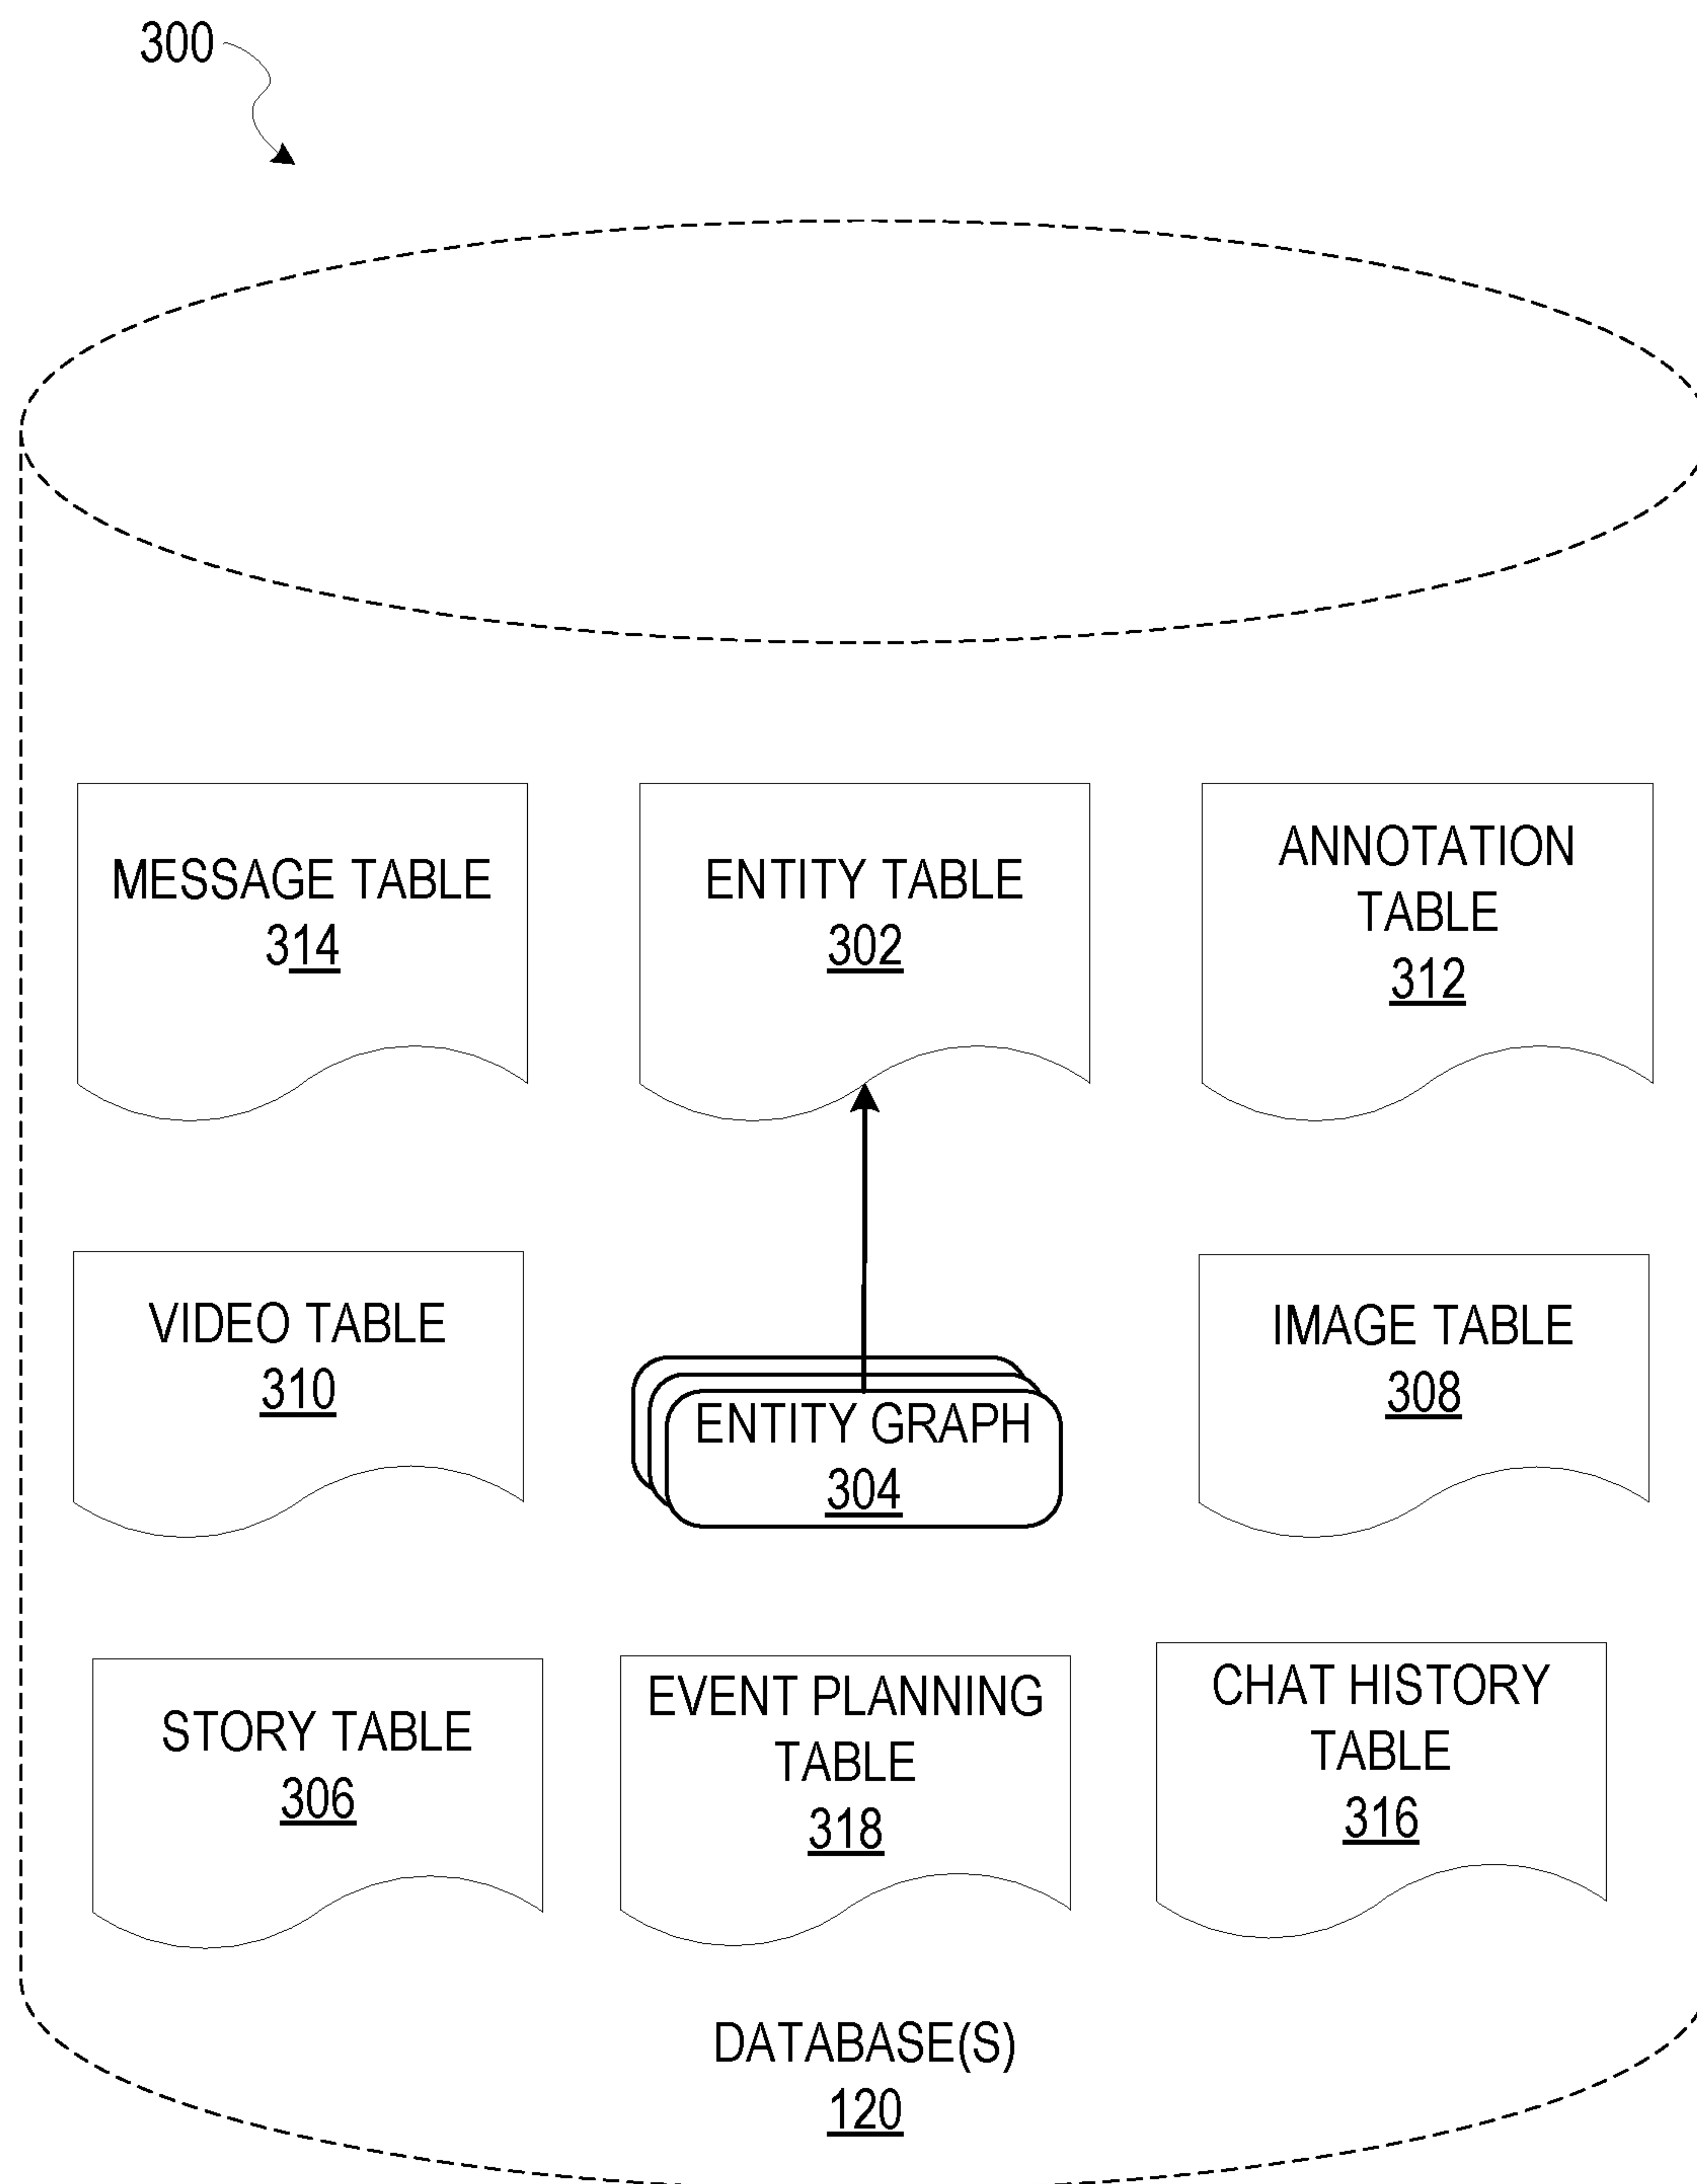 300
MESSAGE TABLE
314
ENTITY TABLE
302
ANNOTATION
TABLE
312
VIDEO TABLE
310
ENTITY GRAPH
304
IMAGE TABLE
308
STORY TABLE
306
EVENT PLANNING
TABLE
318
CHAT HISTORY
TABLE
316
DATABASE(S)
120